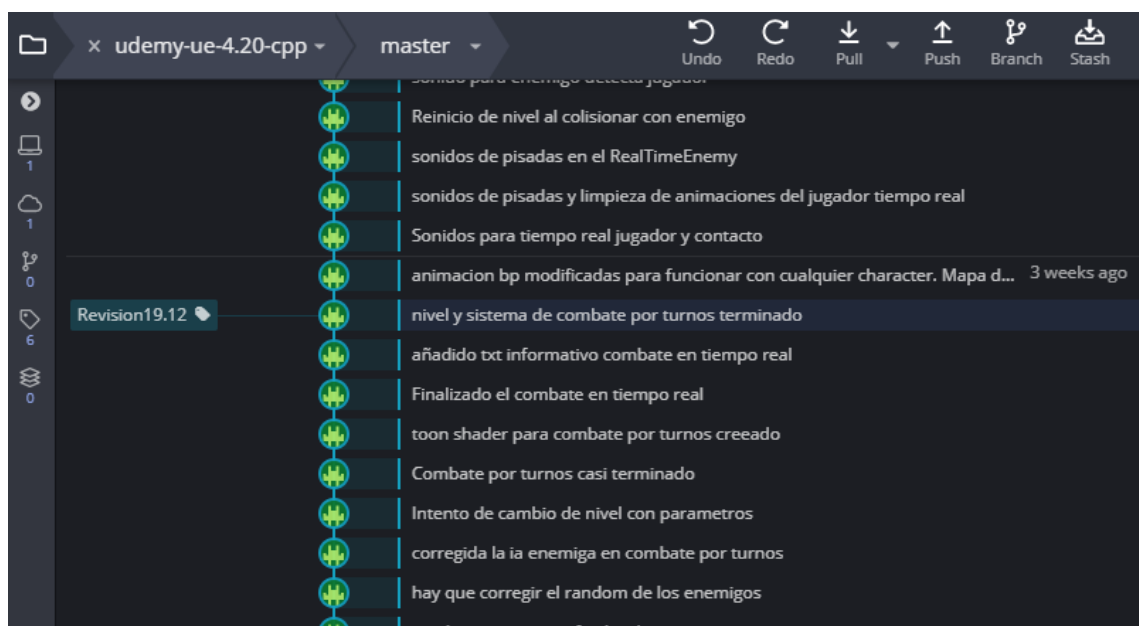 udemy-ue-4.20-cpp master Undo Redo Pull Push Branch Stash
sonido para enemigo detecta jugador
Reinicio de nivel al colisionar con enemigo
1 sonidos de pisadas en el RealTimeEnemy
sonidos de pisadas y limpieza de animaciones del jugador tiempo real
1
Sonidos para tiempo real jugador y contacto
0 animacion bp modificadas para funcionar con cualquier character. Mapa d... 3 weeks ago
Revision19.12 nivel y sistema de combate por turnos terminado
6
añadido txt informativo combate en tiempo real
0 Finalizado el combate en tiempo real
toon shader para combate por turnos creeado
Combate por turnos casi terminado
Intento de cambio de nivel con parametros
corregida la ia enemiga en combate por turnos
hay que corregir el random de los enemigos